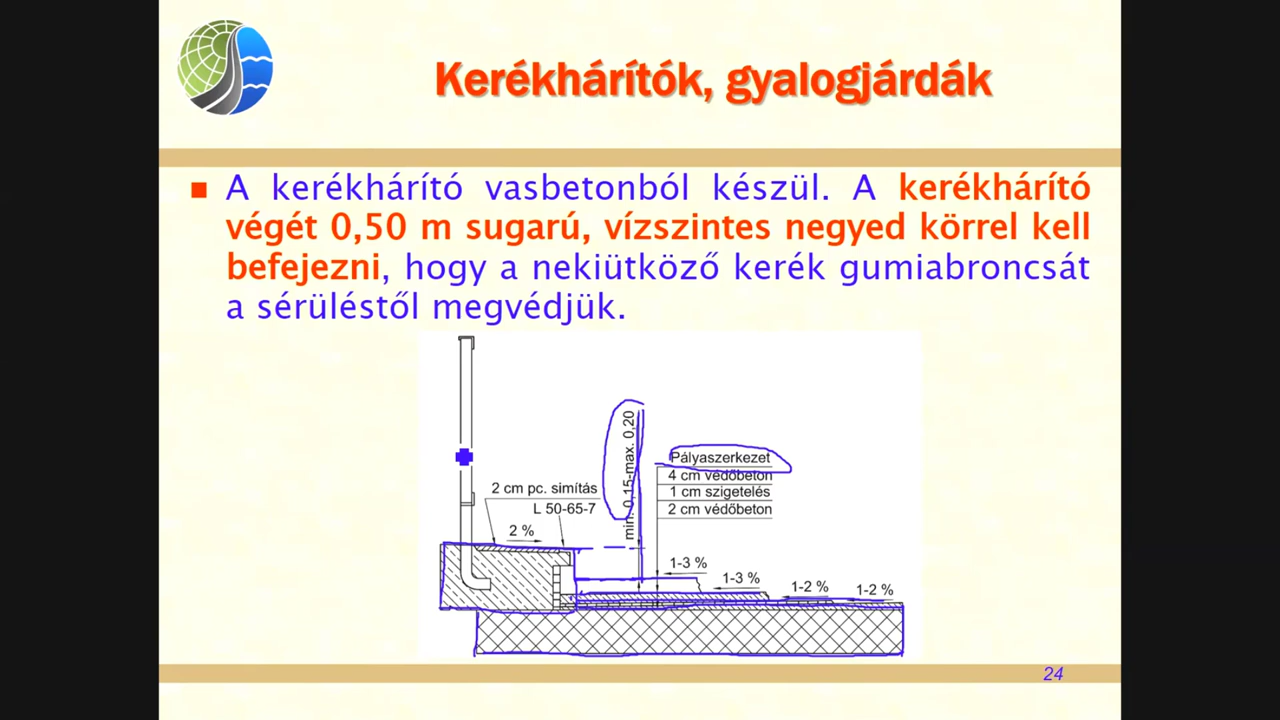 Kerékhárítók, gyalogjárdák
A kerékhárító vasbetonból készül. A kerékhárító
végét 0,50 m sugarú, vízszintes negyed körrel kell
befejezni, hogy a nekiütköző kerék gumiabroncsát
a sérüléstől megvédjük.
min. 0,15-max. 0,20
Pályaszerkezet
4 cm védőbeton
1 cm szigetelés
2 cm védőbeton
2 cm pc. simítás
L 50-65-7
2 %
1-3 %
1-3 %
1-2 %
1-2 %
24